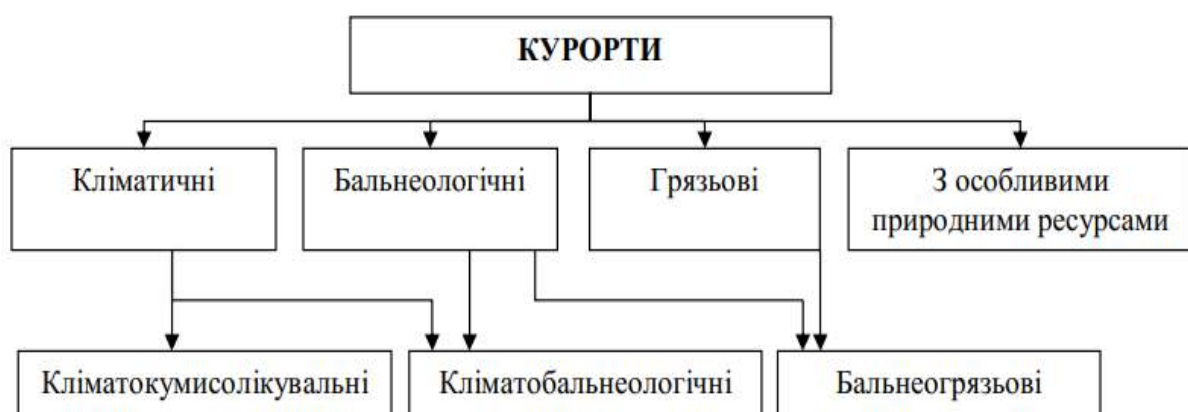 КУРОРТИ
Кліматичні
Бальнеологічні
Грязьові
З особливими
природними ресурсами
Кліматокумисолікувальні
Кліматобальнеологічні
Бальнеогрязьові